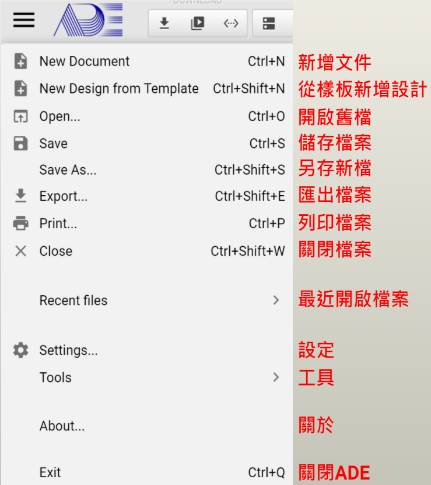 ADE
New Document Ctrl+N 新增文件
New Design from Template Ctrl+Shift+N 從樣板新增設計
Open... Ctrl+O 開啟舊檔
Save Ctrl+S 儲存檔案
Save As... Ctrl+Shift+S 另存新檔
Export... Ctrl+Shift+E 匯出檔案
Print... Ctrl+P 列印檔案
Close Ctrl+Shift+W 關閉檔案
Recent files 最近開啟檔案
Settings... 設定
Tools 工具
About... 關於
Exit Ctrl+Q 關閉ADE